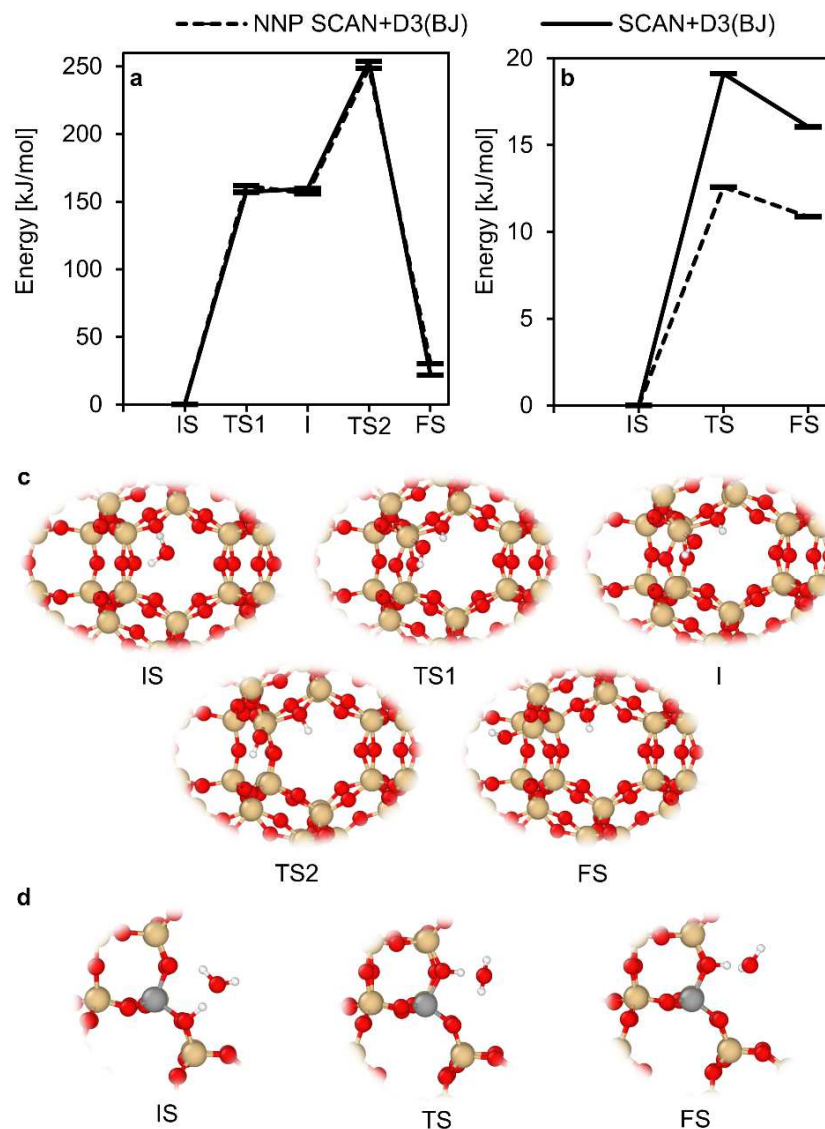 NNP SCAN+D3(BJ) SCAN+D3(BJ)
a
Energy [kJ/mol]
250
200
150
100
50
0
IS TS1 I TS2 FS
b
Energy [kJ/mol]
20
15
10
5
0
IS TS FS
c
IS TS1 I
TS2 FS
d
IS TS FS